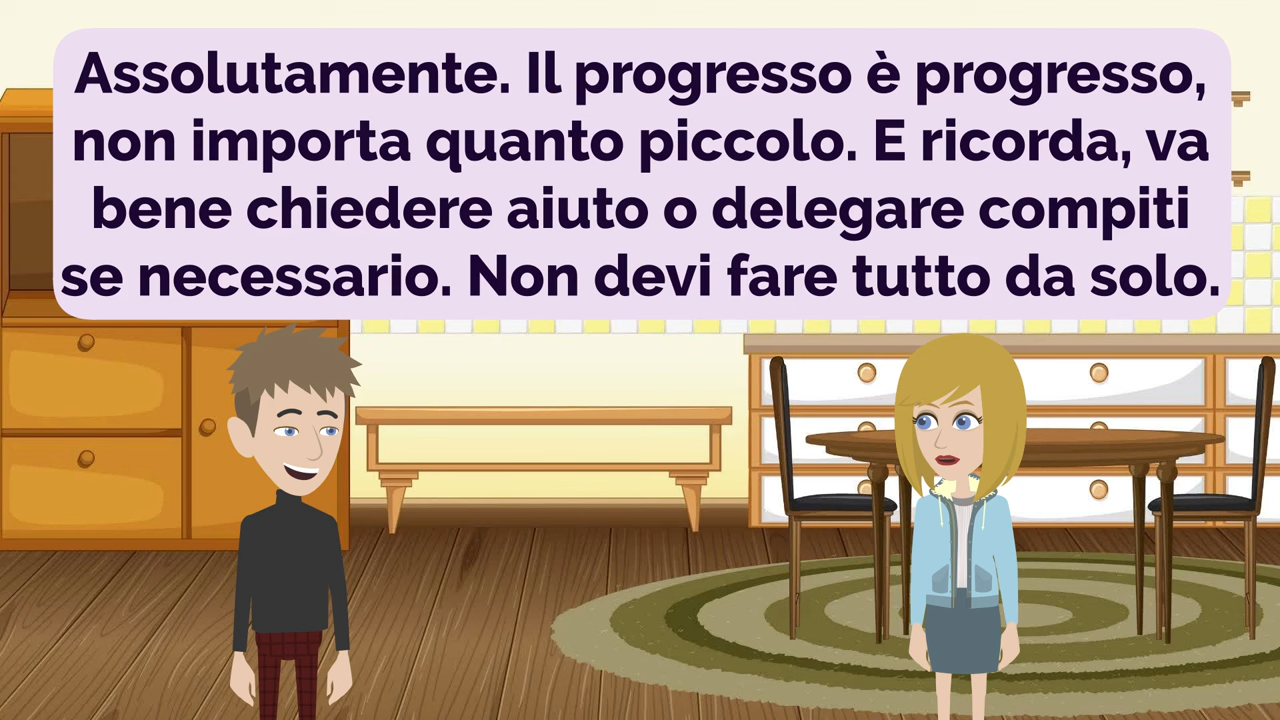 Assolutamente. Il progresso è progresso,
non importa quanto piccolo. E ricorda, va
bene chiedere aiuto o delegare compiti
se necessario. Non devi fare tutto da solo.